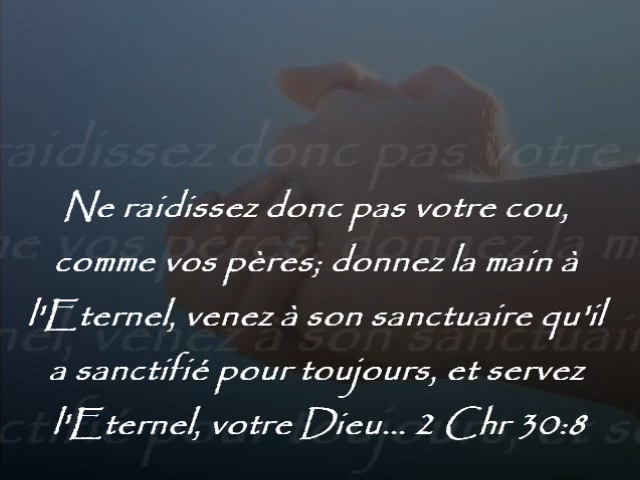 Ne raidissez donc pas votre cou,
comme vos pères; donnez la main à
l'Eternel, venez à son sanctuaire qu'il
a sanctifié pour toujours, et servez
l'Eternel, votre Dieu... 2 Chr 30:8